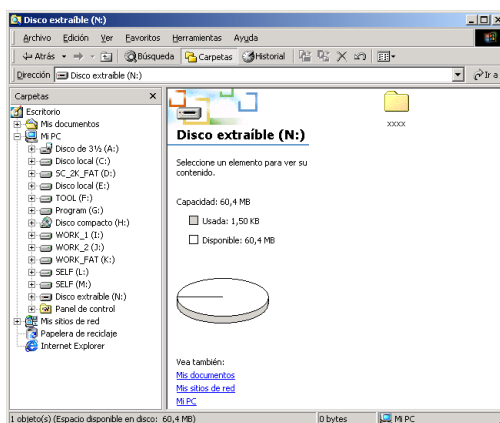 Disco extraíble (N:)
Archivo Edición Ver Favoritos Herramientas Ayuda
Atrás Búsqueda Carpetas Historial
Dirección Disco extraíble (N:) Ir a
Carpetas x
Escritorio
Mis documentos
Mi PC
Disco de 3½ (A:)
Disco local (C:)
SC_2K_FAT (D:)
Disco local (E:)
TOOL (F:)
Program (G:)
Disco compacto (H:)
WORK_1 (I:)
WORK_2 (J:)
WORK_FAT (K:)
SELF (L:)
SELF (M:)
Disco extraíble (N:)
Panel de control
Mis sitios de red
Papelera de reciclaje
Internet Explorer
Disco extraíble (N:)
Seleccione un elemento para ver su
contenido.
Capacidad: 60,4 MB
Usada: 1,50 KB
Disponible: 60,4 MB
Vea también:
Mis documentos
Mis sitios de red
Mi PC
xxxx
1 objeto(s) (Espacio disponible en disco: 60,4 MB) 0 bytes Mi PC